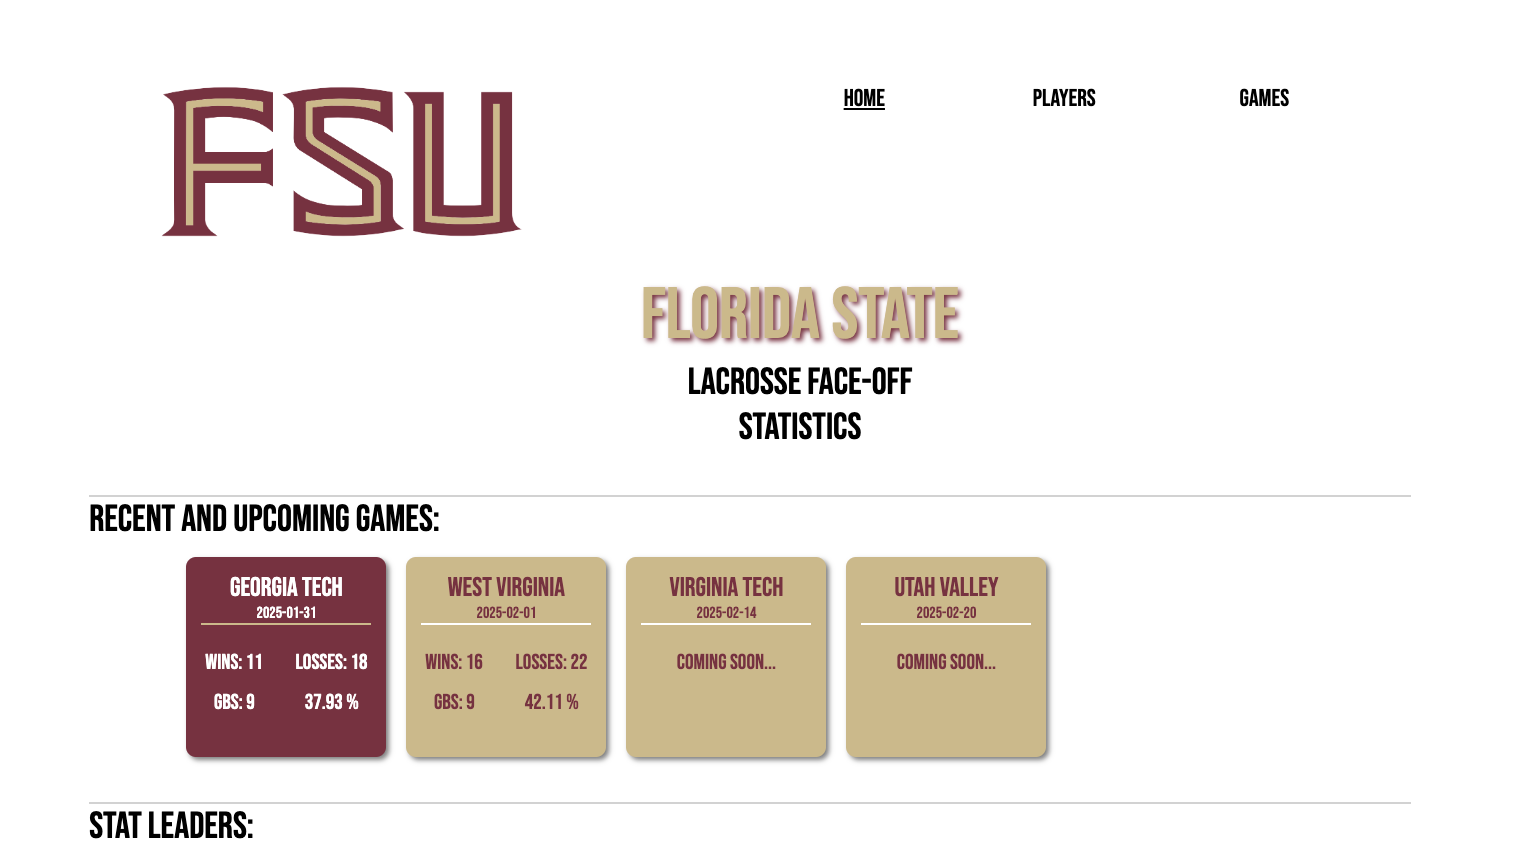 FSU
HOME PLAYERS GAMES
FLORIDA STATE
LACROSSE FACE-OFF
STATISTICS
RECENT AND UPCOMING GAMES:
GEORGIA TECH
2025-01-31
WINS: 11 LOSSES: 18
GBS: 9 37.93 %
WEST VIRGINIA
2025-02-01
WINS: 16 LOSSES: 22
GBS: 9 42.11 %
VIRGINIA TECH
2025-02-14
COMING SOON...
UTAH VALLEY
2025-02-20
COMING SOON...
STAT LEADERS: